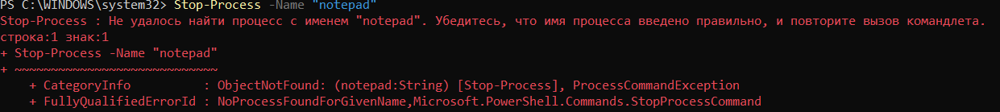 PS C:\WINDOWS\system32> Stop-Process -Name "notepad"
Stop-Process : Не удалось найти процесс с именем "notepad". Убедитесь, что имя процесса введено правильно, и повторите вызов командлета.
строка:1 знак:1
+ Stop-Process -Name "notepad"
+ ~~~~~~~~~~~~~~~~~~~~~~~~~~~~
    + CategoryInfo          : ObjectNotFound: (notepad:String) [Stop-Process], ProcessCommandException
    + FullyQualifiedErrorId : NoProcessFoundForGivenName,Microsoft.PowerShell.Commands.StopProcessCommand